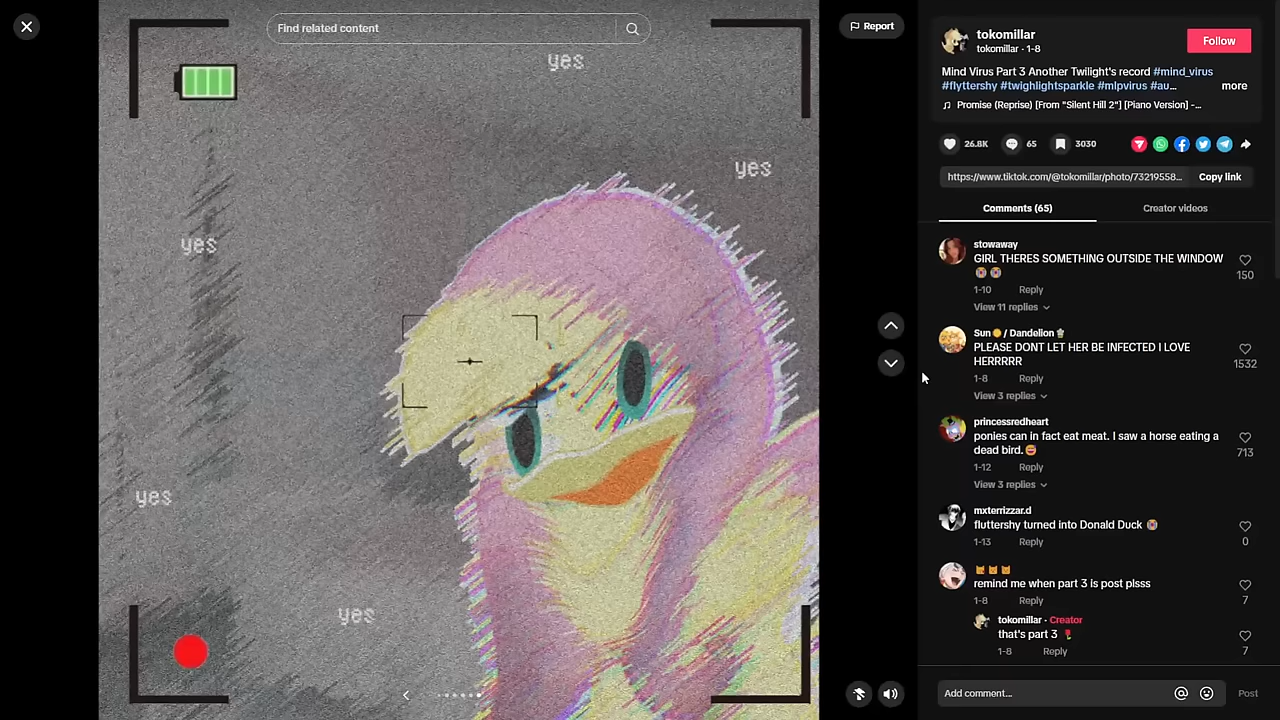 Find related content
yes
yes
yes
yes
yes
Report
tokomillar
tokomillar · 1-8
Follow
Mind Virus Part 3 Another Twilight's record #mind_virus
#flyttershy #twighlightsparkle #mlpvirus #au...
more
Promise (Reprise) [From "Silent Hill 2"] [Piano Version] -...
26.8K
65
3030
https://www.tiktok.com/@tokomillar/photo/73219558...
Copy link
Comments (65)
Creator videos
stowaway
GIRL THERES SOMETHING OUTSIDE THE WINDOW
150
1-10 Reply
View 11 replies
Sun / Dandelion
PLEASE DONT LET HER BE INFECTED I LOVE
HERRRRR
1532
1-8 Reply
View 3 replies
princessredheart
ponies can in fact eat meat. I saw a horse eating a
dead bird.
713
1-12 Reply
View 3 replies
mxterrizzar.d
fluttershy turned into Donald Duck
0
1-13 Reply
remind me when part 3 is post plsss
7
1-8 Reply
tokomillar · Creator
that's part 3
7
1-8 Reply
Add comment...
Post